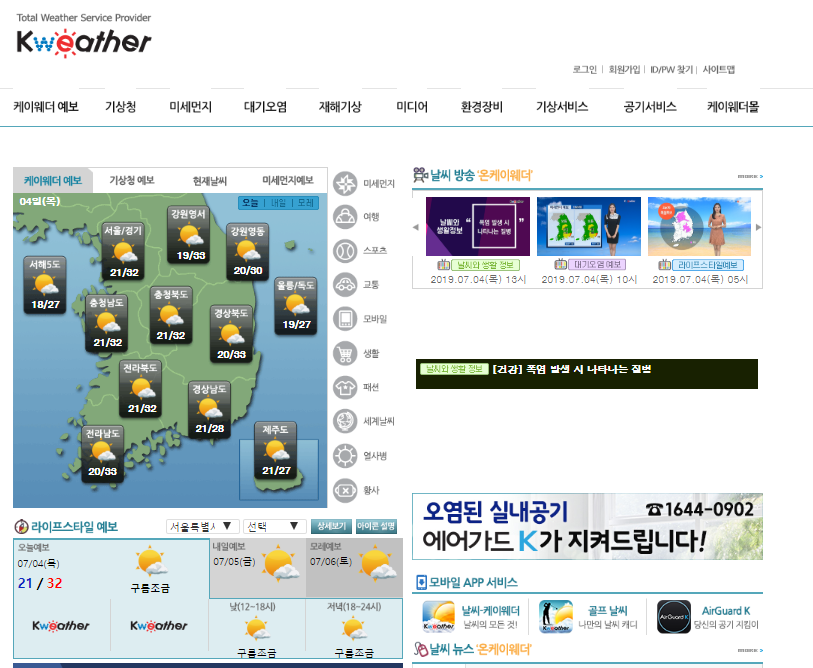 Total Weather Service Provider
Kweather
로그인 | 회원가입 | ID/PW 찾기 | 사이트맵
케이웨더 예보 기상청 미세먼지 대기오염 재해기상 미디어 환경장비 기상서비스 공기서비스 케이웨더몰
케이웨더 예보 기상청 예보 현재날씨 미세먼지예보
04일(목)
오늘 | 내일 | 모레
강원영서
19/33
서울/경기
21/32
강원영동
20/30
서해5도
18/27
울릉/독도
19/27
충청북도
21/32
충청남도
21/32
경상북도
20/33
전라북도
21/32
경상남도
21/28
전라남도
20/33
제주도
21/27
미세먼지
여행
스포츠
교통
모바일
생활
패션
세계날씨
열사병
황사
날씨 방송 '온케이웨더'
more >
날씨와 생활정보 “ 폭염 발생 시 나타나는 질병 ”
날씨와 생활 정보
2019.07.04(목) 16시
대기오염 예보
2019.07.04(목) 10시
라이프스타일예보
2019.07.04(목) 05시
날씨와 생활 정보 [건강] 폭염 발생 시 나타나는 질병
오염된 실내공기 ☎1644-0902
에어가드 K가 지켜드립니다!
라이프스타일 예보 서울특별시 ▼ 선택 ▼ 상세보기 아이콘 설명
오늘예보
07/04(목)
21 / 32
구름조금
내일예보
07/05(금)
모레예보
07/06(토)
Kweather Kweather
낮(12~18시)
구름조금
저녁(18~24시)
구름조금
모바일 APP 서비스
날씨-케이웨더
날씨의 모든 것!
골프 날씨
나만의 날씨 캐디
AirGuard K
AirGuard K
당신의 공기 지킴이
날씨 뉴스 '온케이웨더'
more >